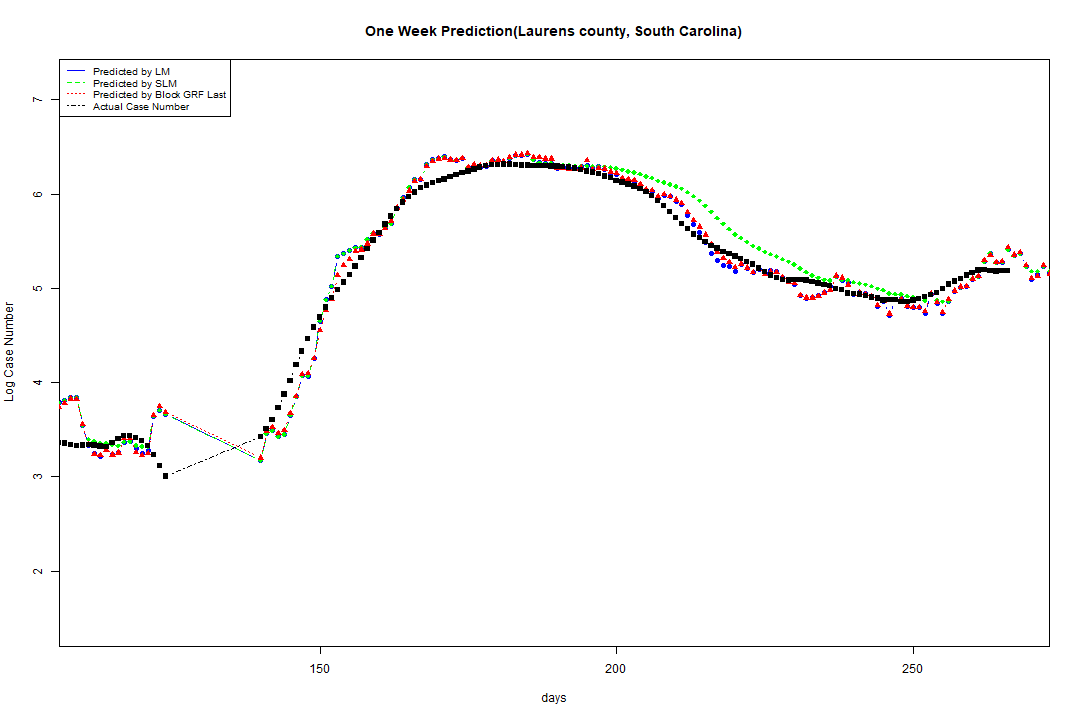 One Week Prediction(Laurens county, South Carolina)
Predicted by LM
Predicted by SLM
Predicted by Block GRF Last
Actual Case Number
7
6
5
4
3
2
Log Case Number
150
200
250
days